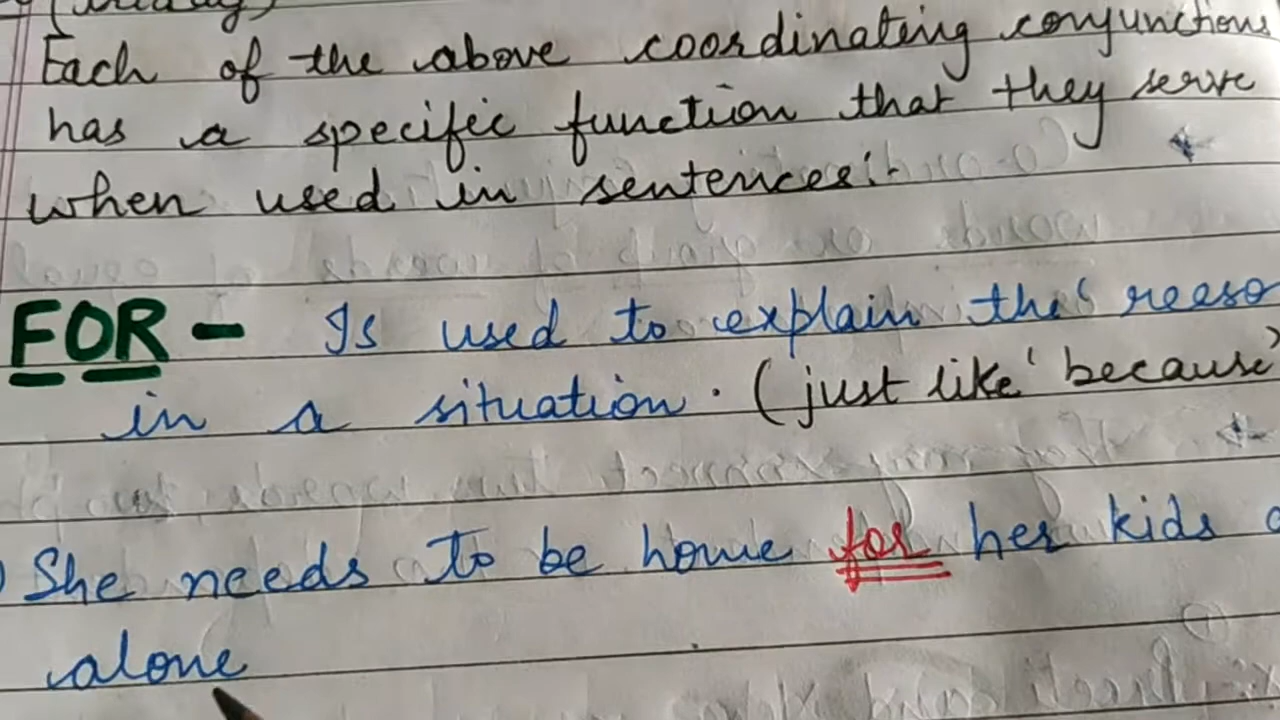 Each of the above coordinating conjunctions
has a specific function that they serve
when used in sentences:-
FOR - Is used to explain the reaso
in a situation. (just like 'because'
She needs to be home for her kids
alone